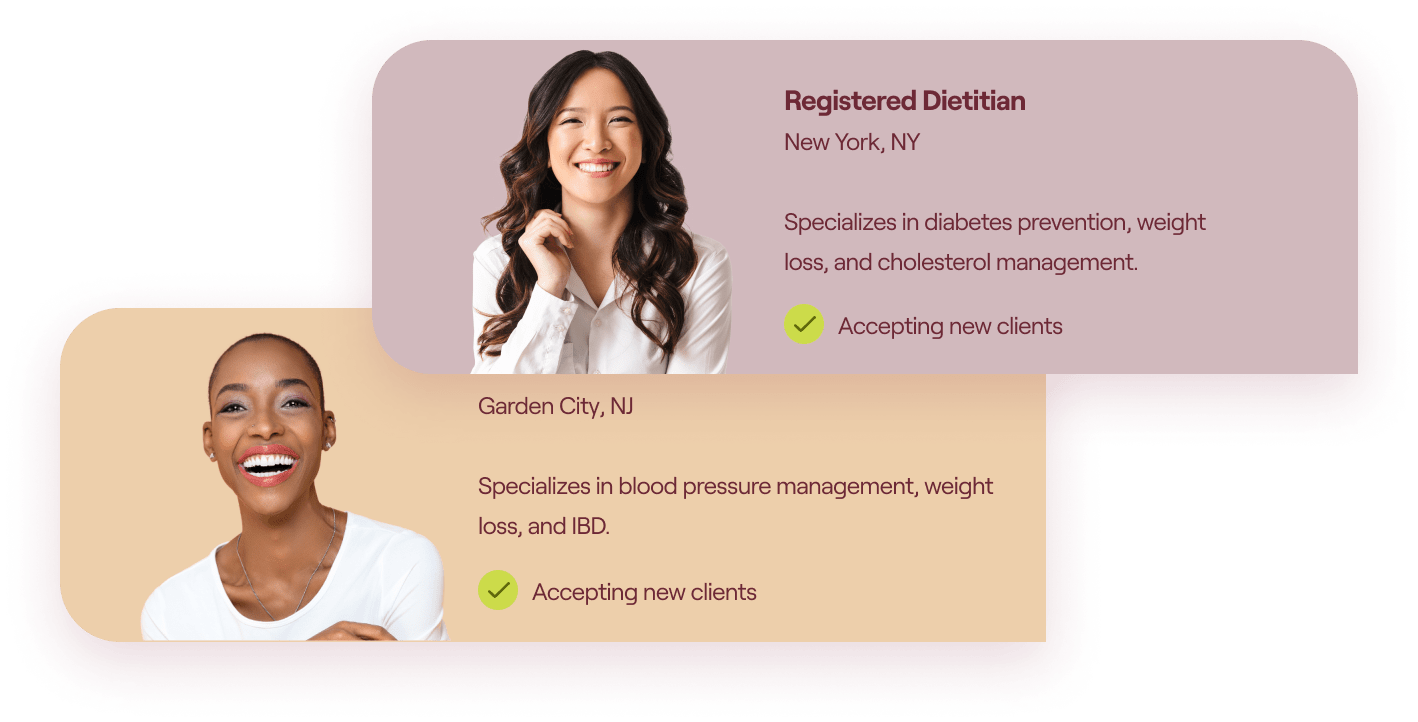 Registered Dietitian
New York, NY
Specializes in diabetes prevention, weight
loss, and cholesterol management.
Accepting new clients
Garden City, NJ
Specializes in blood pressure management, weight
loss, and IBD.
Accepting new clients